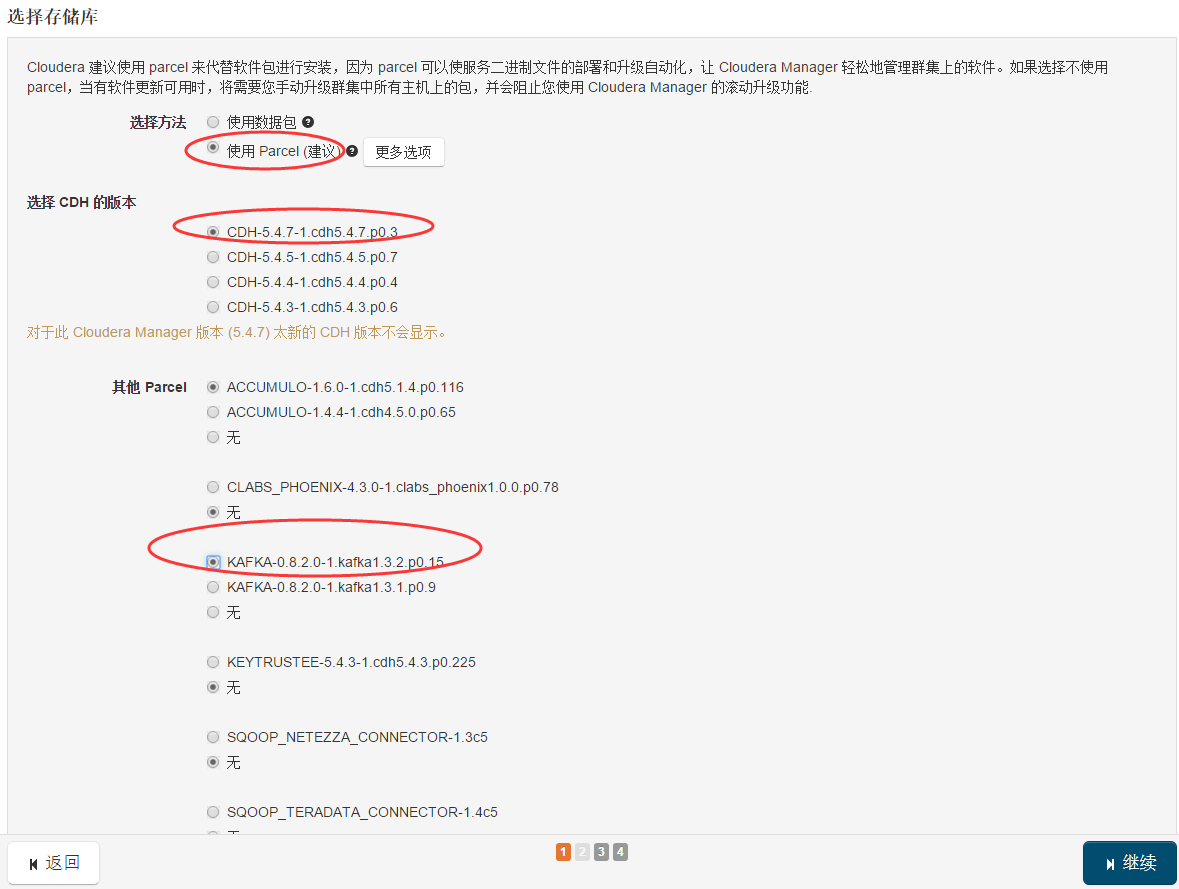 选择存储库
Cloudera 建议使用 parcel 来代替软件包进行安装，因为 parcel 可以使服务二进制文件的部署和升级自动化，让 Cloudera Manager 轻松地管理群集上的软件。如果选择不使用
parcel，当有软件更新可用时，将需要您手动升级群集中所有主机上的包，并会阻止您使用 Cloudera Manager 的滚动升级功能.
选择方法 使用数据包 ?
使用 Parcel (建议) ? 更多选项
选择 CDH 的版本
CDH-5.4.7-1.cdh5.4.7.p0.3
CDH-5.4.5-1.cdh5.4.5.p0.7
CDH-5.4.4-1.cdh5.4.4.p0.4
CDH-5.4.3-1.cdh5.4.3.p0.6
对于此 Cloudera Manager 版本 (5.4.7) 太新的 CDH 版本不会显示。
其他 Parcel ACCUMULO-1.6.0-1.cdh5.1.4.p0.116
ACCUMULO-1.4.4-1.cdh4.5.0.p0.65
无
CLABS_PHOENIX-4.3.0-1.clabs_phoenix1.0.0.p0.78
无
KAFKA-0.8.2.0-1.kafka1.3.2.p0.15
KAFKA-0.8.2.0-1.kafka1.3.1.p0.9
无
KEYTRUSTEE-5.4.3-1.cdh5.4.3.p0.225
无
SQOOP_NETEZZA_CONNECTOR-1.3c5
无
SQOOP_TERADATA_CONNECTOR-1.4c5
返回 1 2 3 4 继续